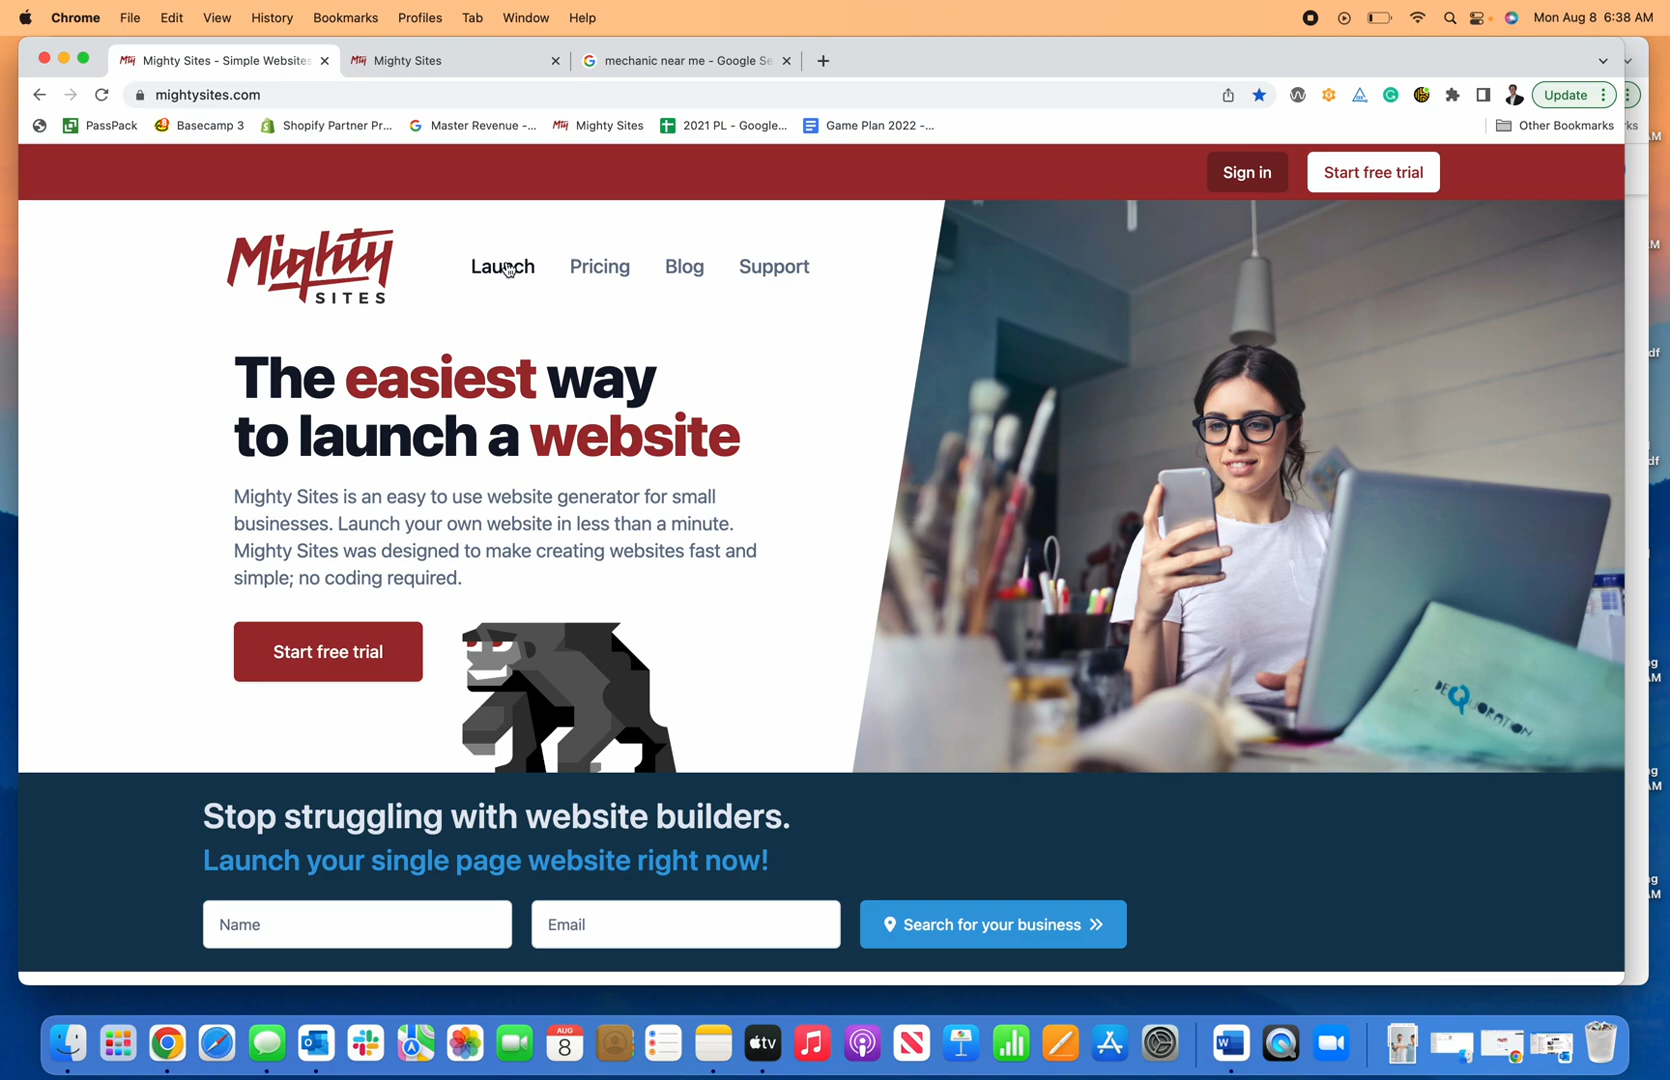 Chrome File Edit View History Bookmarks Profiles Tab Window Help Mon Aug 8 6:38 AM
Mighty Sites - Simple Websites Mighty Sites mechanic near me - Google Se
mightysites.com Update
PassPack Basecamp 3 Shopify Partner Pr... Master Revenue -... Mighty Sites 2021 PL - Google... Game Plan 2022 -... Other Bookmarks
Sign in Start free trial
Mighty
SITES
Launch Pricing Blog Support
The easiest way
to launch a website
Mighty Sites is an easy to use website generator for small
businesses. Launch your own website in less than a minute.
Mighty Sites was designed to make creating websites fast and
simple; no coding required.
Start free trial
DEQUORATION
Stop struggling with website builders.
Launch your single page website right now!
Name Email Search for your business
AUG
8
tv